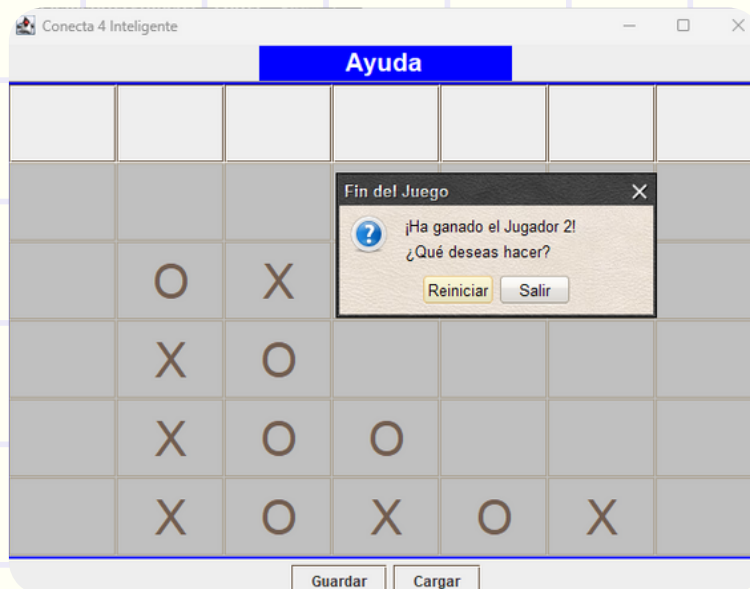 Conecta 4 Inteligente
Ayuda
Fin del Juego
¡Ha ganado el Jugador 2!
¿Qué deseas hacer?
Reiniciar Salir
O X
X O
X O O
X O X O X
Guardar Cargar